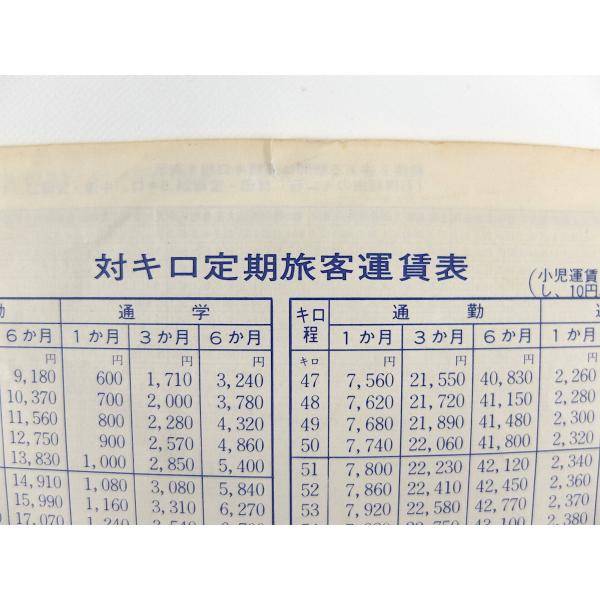 対キロ定期旅客運賃表
(小児運賃
し、10円
勤 通学 キロ程 通勤 通
6か月 1か月 3か月 6か月 1か月 3か月 6か月 1か月
円 円 円 円 キロ 円 円 円
9,180 600 1,710 3,240 47 7,560 21,550 40,830 2,260
10,370 700 2,000 3,780 48 7,620 21,720 41,150 2,280
11,560 800 2,280 4,320 49 7,680 21,890 41,480 2,300
12,750 900 2,570 4,860 50 7,740 22,060 41,800 2,320
13,830 1,000 2,850 5,400 51 7,800 22,230 42,120 2,340
14,910 1,080 3,080 5,840 52 7,860 22,410 42,450 2,360
15,990 1,160 3,310 6,270 53 7,920 22,580 42,770 2,370
17,070 1,240 43,100 2,380